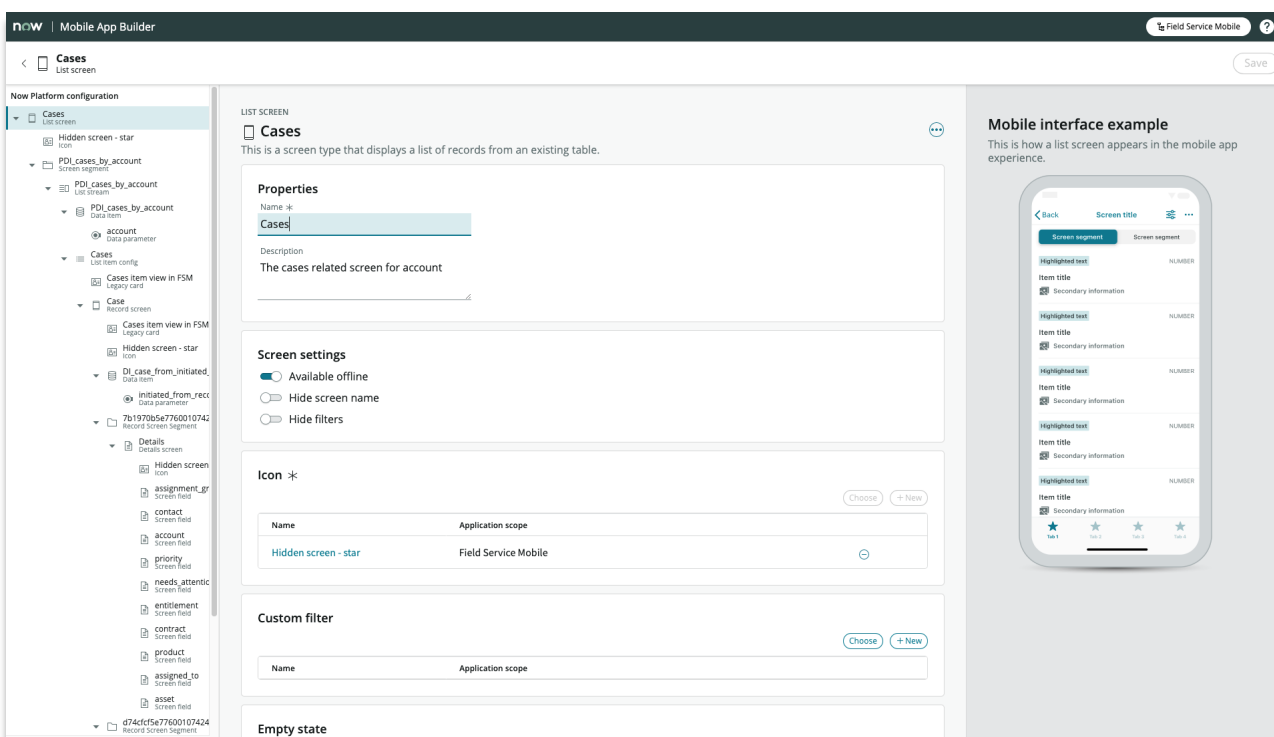 now | Mobile App Builder
Field Service Mobile
?
Cases
List screen
Save
Now Platform configuration
Cases
List screen
Hidden screen - star
Icon
PDI_cases_by_account
Screen segment
PDI_cases_by_account
List stream
PDI_cases_by_account
Data item
account
Data parameter
Cases
List item config
Cases item view in FSM
Legacy card
Case
Record screen
Cases item view in FSM
Legacy card
Hidden screen - star
Icon
DI_case_from_initiated_
Data item
initiated_from_reco
Data parameter
7b1970b5e7760010742
Record Screen Segment
Details
Details screen
Hidden screen
Icon
assignment_gr
Screen field
contact
Screen field
account
Screen field
priority
Screen field
needs_attentio
Screen field
entitlement
Screen field
contract
Screen field
product
Screen field
assigned_to
Screen field
asset
Screen field
d74cfcf5e77600107424
Record Screen Segment
LIST SCREEN
Cases
This is a screen type that displays a list of records from an existing table.
Properties
Name *
Cases
Description
The cases related screen for account
Screen settings
Available offline
Hide screen name
Hide filters
Icon *
Choose + New
Name Application scope
Hidden screen - star Field Service Mobile
Custom filter
Choose + New
Name Application scope
Empty state
Mobile interface example
This is how a list screen appears in the mobile app
experience.
Back Screen title
Screen segment Screen segment
Highlighted text NUMBER
Item title
Secondary information
Highlighted text NUMBER
Item title
Secondary information
Highlighted text NUMBER
Item title
Secondary information
Highlighted text NUMBER
Item title
Secondary information
Highlighted text NUMBER
Item title
Secondary information
Tab 1 Tab 2 Tab 3 Tab 4